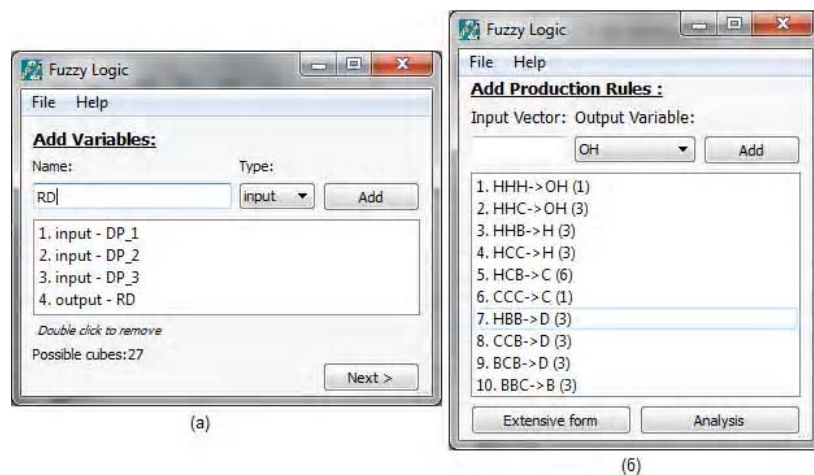 Fuzzy Logic
File Help
Add Variables:
Name: Type:
RD input Add
1. input - DP_1
2. input - DP_2
3. input - DP_3
4. output - RD
Double click to remove
Possible cubes:27
Next >
(а)
Fuzzy Logic
File Help
Add Production Rules :
Input Vector: Output Variable:
OH Add
1. HHH->OH (1)
2. HHC->OH (3)
3. HHB->H (3)
4. HCC->H (3)
5. HCB->C (6)
6. CCC->C (1)
7. HBB->D (3)
8. CCB->D (3)
9. BCB->D (3)
10. BBC->B (3)
Extensive form Analysis
(б)